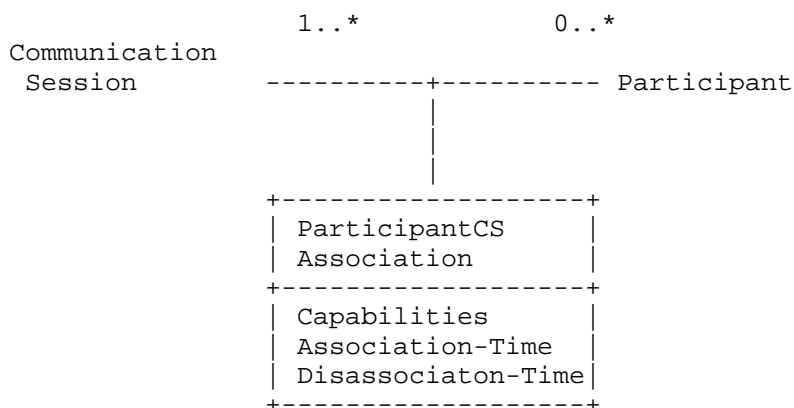 1..* 0..*
Communication
Session ----------+---------- Participant
|
|
|
+-------------------+
| ParticipantCS |
| Association |
+-------------------+
| Capabilities |
| Association-Time |
| Disassociaton-Time|
+-------------------+